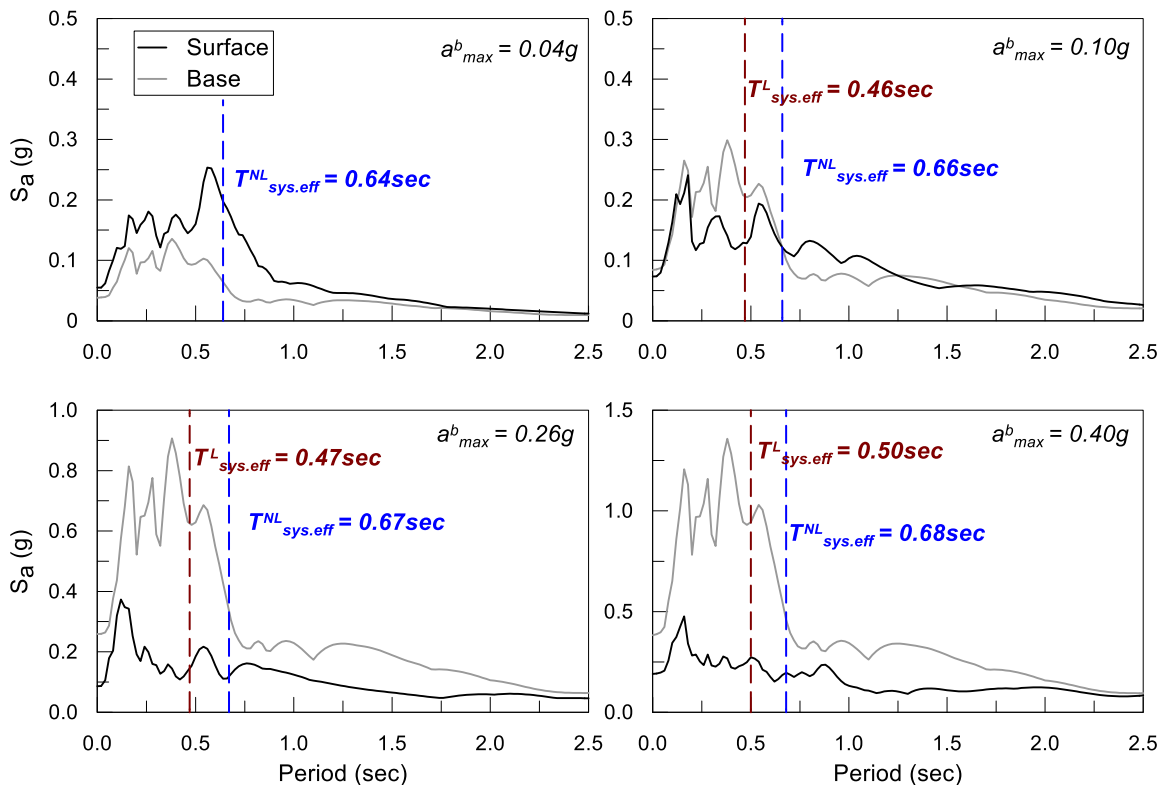 0.5
0.4
0.3
0.2
0.1
0
Sa (g)
Surface
Base
a^b_max = 0.04g
T^NL_sys.eff = 0.64sec
0.0 0.5 1.0 1.5 2.0 2.5
0.5
0.4
0.3
0.2
0.1
0.0
a^b_max = 0.10g
T^L_sys.eff = 0.46sec
T^NL_sys.eff = 0.66sec
0.0 0.5 1.0 1.5 2.0 2.5
1.0
0.8
0.6
0.4
0.2
0.0
Sa (g)
a^b_max = 0.26g
T^L_sys.eff = 0.47sec
T^NL_sys.eff = 0.67sec
0.0 0.5 1.0 1.5 2.0 2.5
Period (sec)
1.5
1.0
0.5
0.0
a^b_max = 0.40g
T^L_sys.eff = 0.50sec
T^NL_sys.eff = 0.68sec
0.0 0.5 1.0 1.5 2.0 2.5
Period (sec)